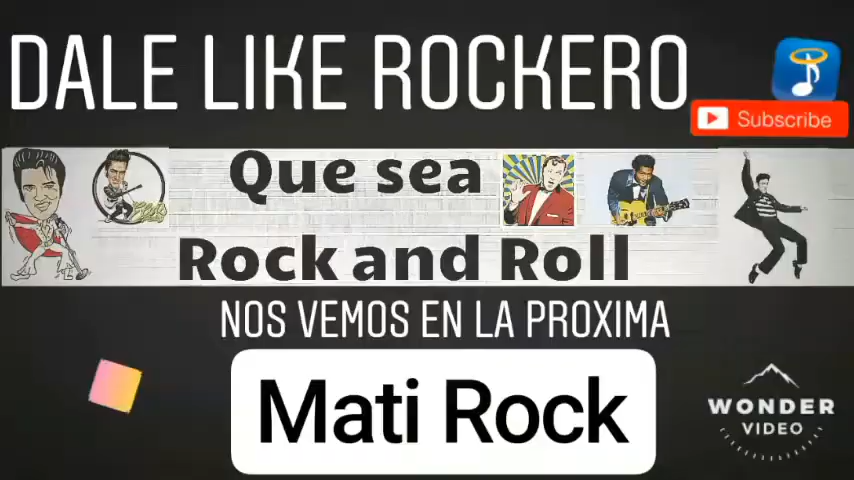 DALE LIKE ROCKERO
Subscribe
Que sea
Rock and Roll
NOS VEMOS EN LA PROXIMA
Mati Rock
WONDER
VIDEO